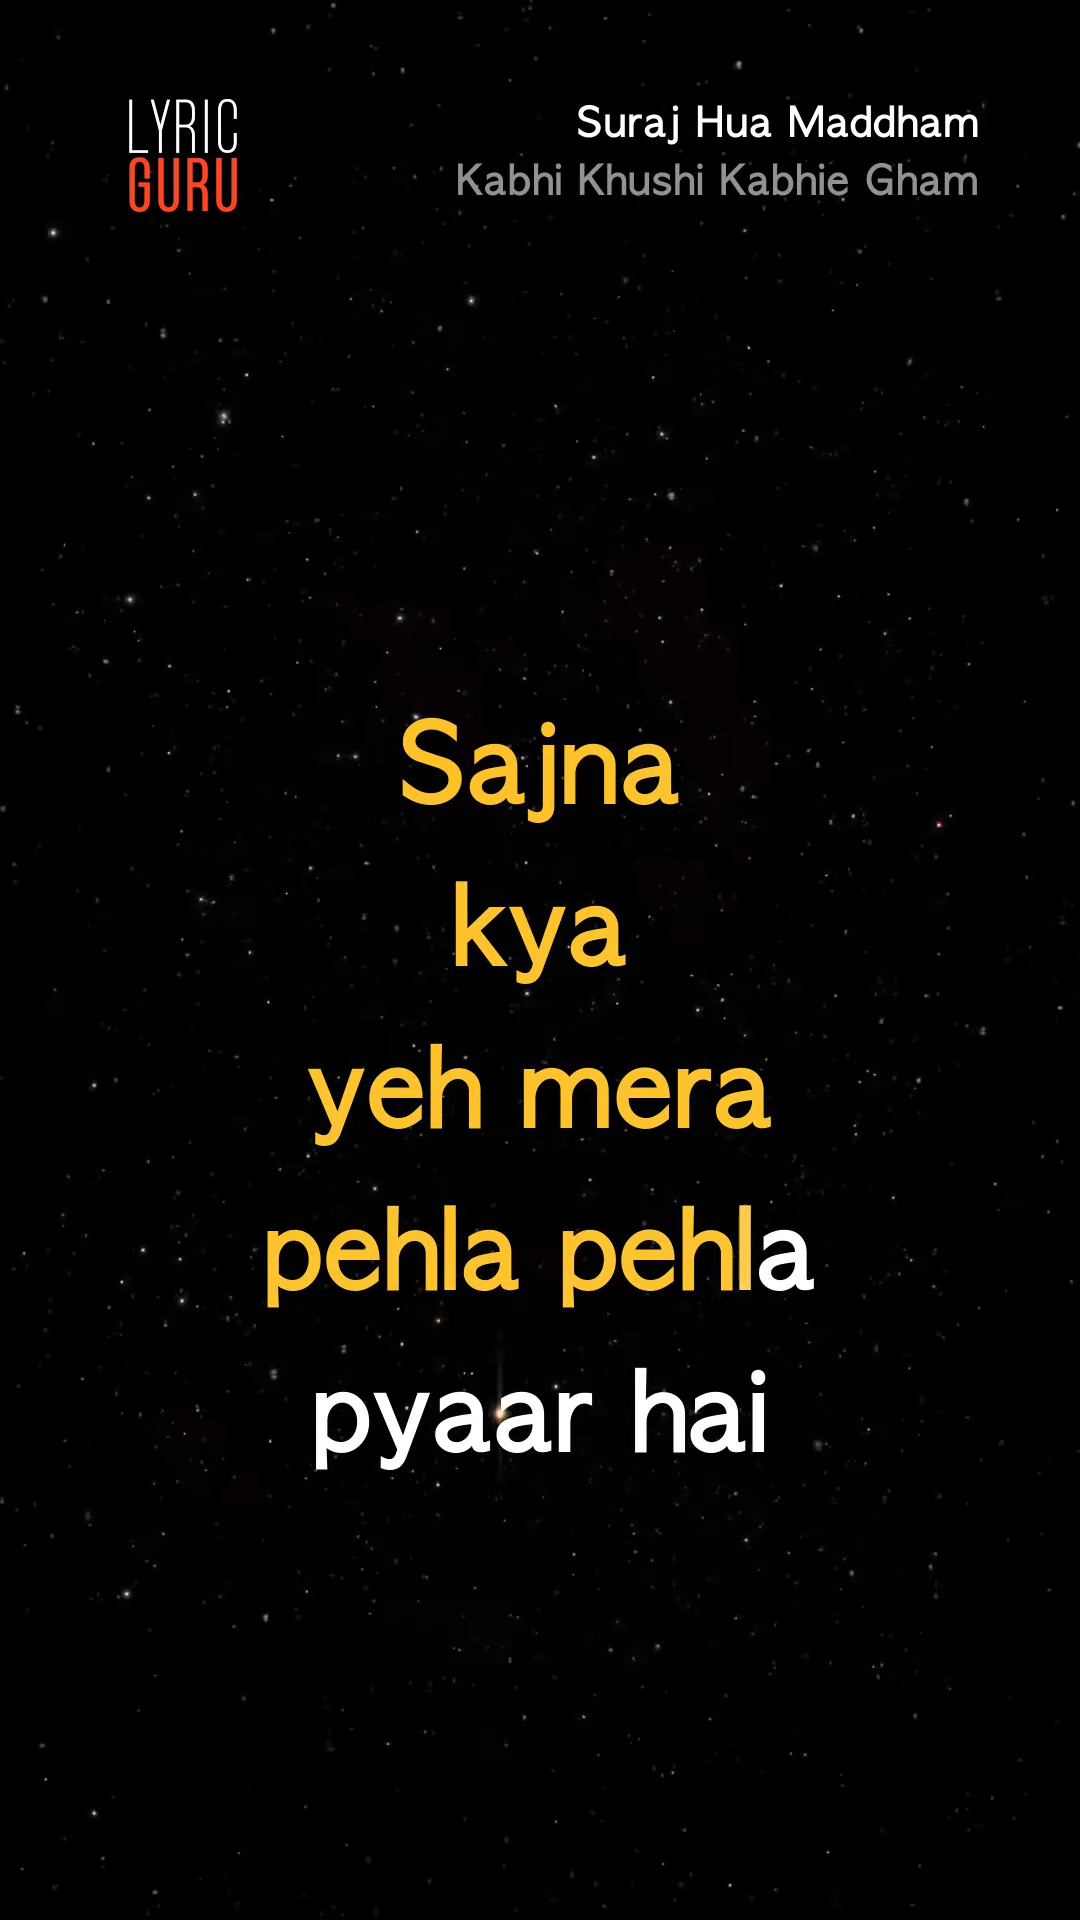 LYRIC
GURU
Suraj Hua Maddham
Kabhi Khushi Kabhie Gham
Sajna
kya
yeh mera
pehla pehla
pyaar hai